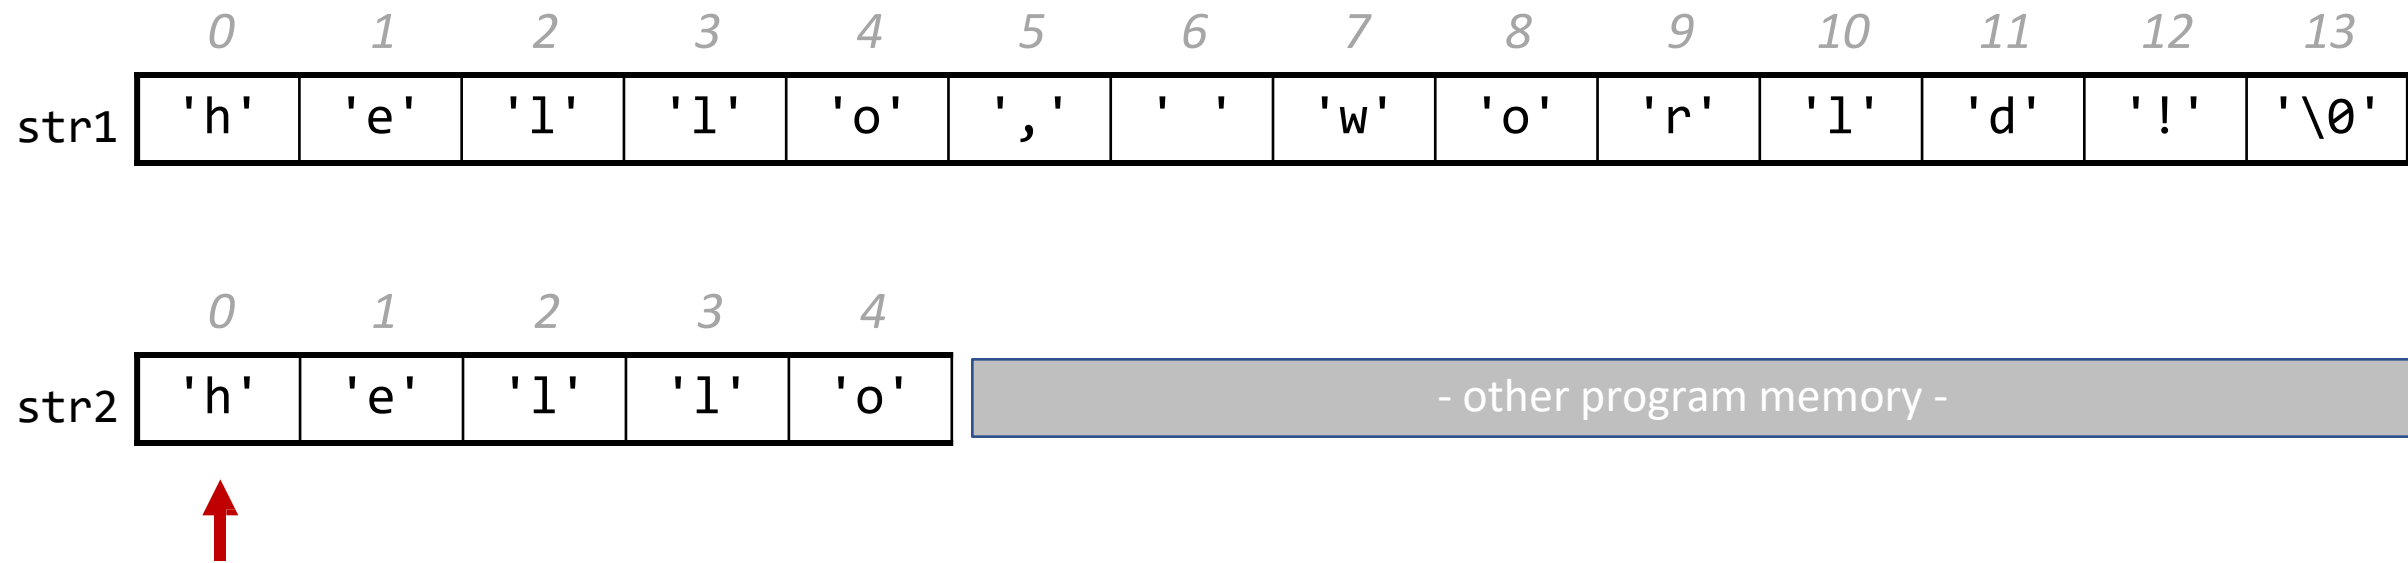 0 1 2 3 4 5 6 7 8 9 10 11 12 13
str1 'h' 'e' 'l' 'l' 'o' ',' ' ' 'w' 'o' 'r' 'l' 'd' '!' '\0'
0 1 2 3 4
str2 'h' 'e' 'l' 'l' 'o' - other program memory -